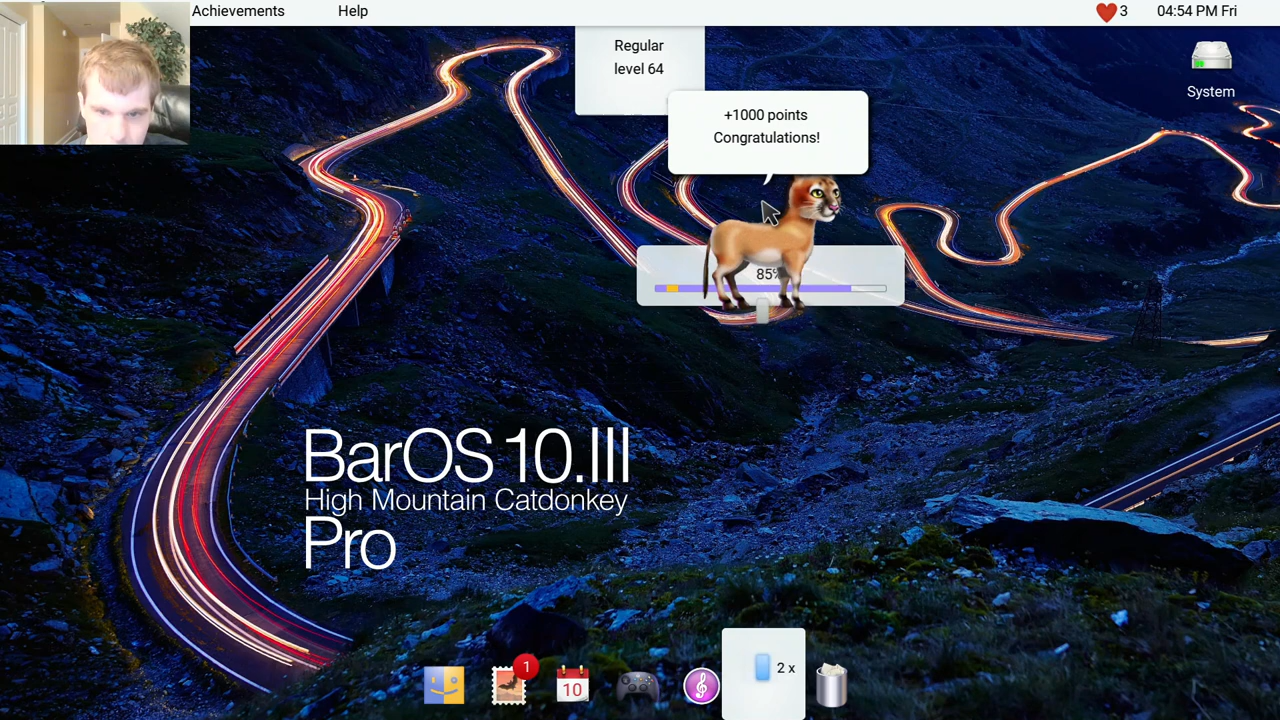 Achievements
Help
3
04:54 PM Fri
Regular
level 64
System
+1000 points
Congratulations!
85%
BarOS 10.III
High Mountain Catdonkey
Pro
1
10
2 x